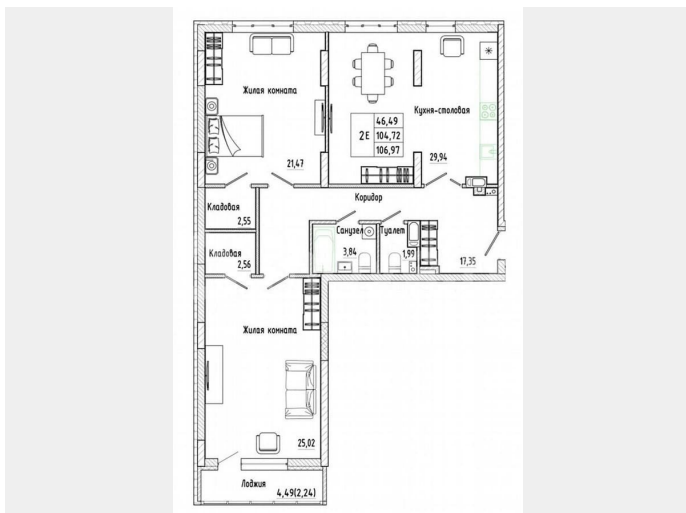 Жилая комната
21,47
Кухня-столовая
29,94
2Е
46,49
104,72
106,97
Кладовая
2,55
Коридор
17,35
Кладовая
2,56
Санузел
3,84
Туалет
1,99
Жилая комната
25,02
Лоджия
4,49(2,24)